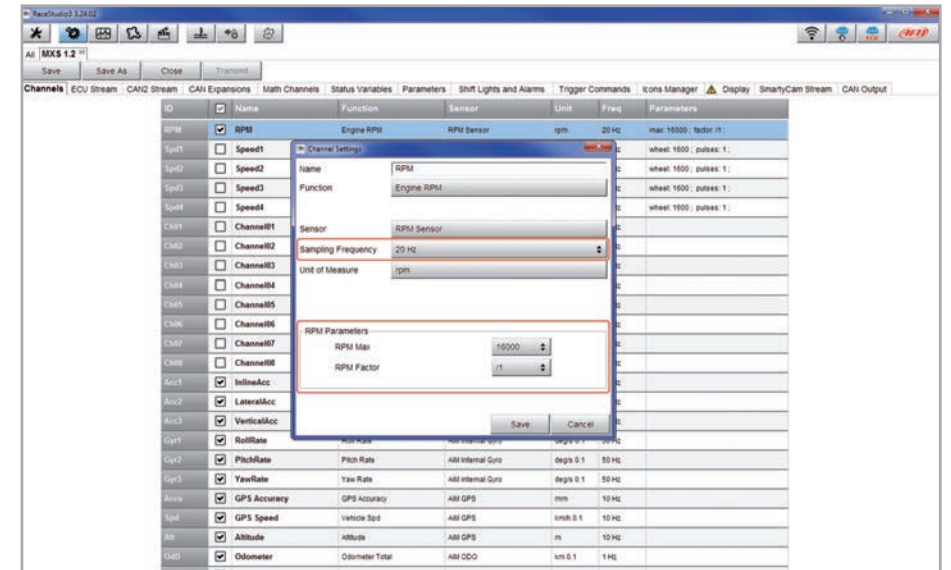 RaceStudio3 3.24.02
All MXS 1.2
Save Save As Close Transmit
Channels ECU Stream CAN2 Stream CAN Expansions Math Channels Status Variables Parameters Shift Lights and Alarms Trigger Commands Icons Manager Display SmartyCam Stream CAN Output
ID Name Function Sensor Unit Freq Parameters
RPM RPM Engine RPM RPM Sensor rpm 20 Hz max: 16000 ; factor: /1 ;
Spd1 Speed1 wheel: 1600 ; pulses: 1 ;
Spd2 Speed2 wheel: 1600 ; pulses: 1 ;
Spd3 Speed3 wheel: 1600 ; pulses: 1 ;
Spd4 Speed4 wheel: 1600 ; pulses: 1 ;
Ch01 Channel01
Ch02 Channel02
Ch03 Channel03
Ch04 Channel04
Ch05 Channel05
Ch06 Channel06
Ch07 Channel07
Ch08 Channel08
Acc1 InlineAcc
Acc2 LateralAcc
Acc3 VerticalAcc
Gyr1 RollRate Roll Rate AiM Internal Gyro deg/s 0.1 50 Hz
Gyr2 PitchRate Pitch Rate AiM Internal Gyro deg/s 0.1 50 Hz
Gyr3 YawRate Yaw Rate AiM Internal Gyro deg/s 0.1 50 Hz
Accu GPS Accuracy GPS Accuracy AiM GPS mm 10 Hz
Spd GPS Speed Vehicle Spd AiM GPS km/h 0.1 10 Hz
Alt Altitude Altitude AiM GPS m 10 Hz
OdO Odometer Odometer Total AiM ODO km 0.1 1 Hz
Channel Settings
Name RPM
Function Engine RPM
Sensor RPM Sensor
Sampling Frequency 20 Hz
Unit of Measure rpm
RPM Parameters
RPM Max 16000
RPM Factor /1
Save Cancel